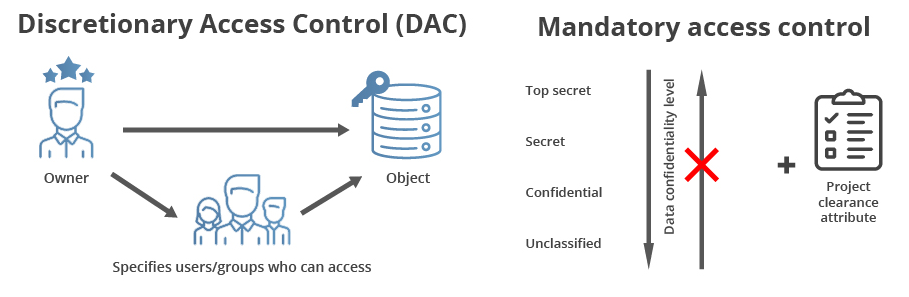 Discretionary Access Control (DAC)
Owner
Object
Specifies users/groups who can access
Mandatory access control
Top secret
Secret
Confidential
Unclassified
Data confidentiality level
Project
clearance
attribute